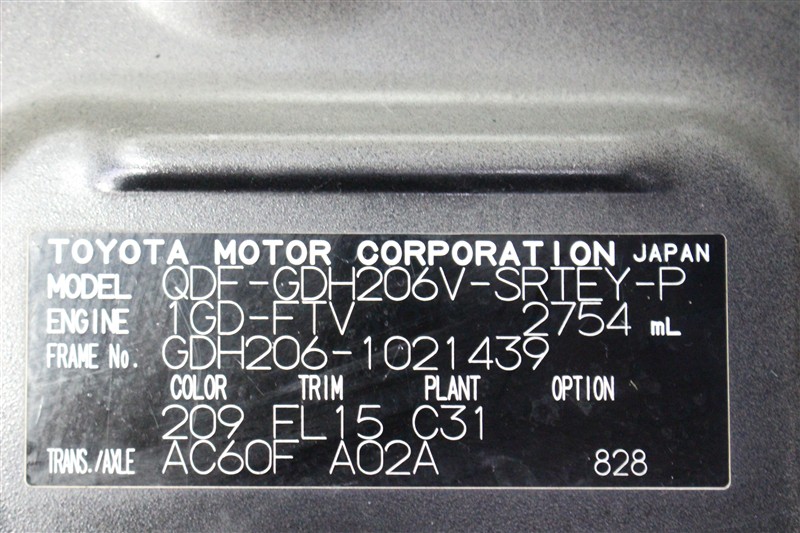 TOYOTA MOTOR CORPORATION JAPAN
MODEL QDF-GDH206V-SRTEY-P
ENGINE 1GD-FTV 2754 mL
FRAME No. GDH206-1021439
COLOR TRIM PLANT OPTION
209 FL15 C31
TRANS./AXLE AC60F A02A 828